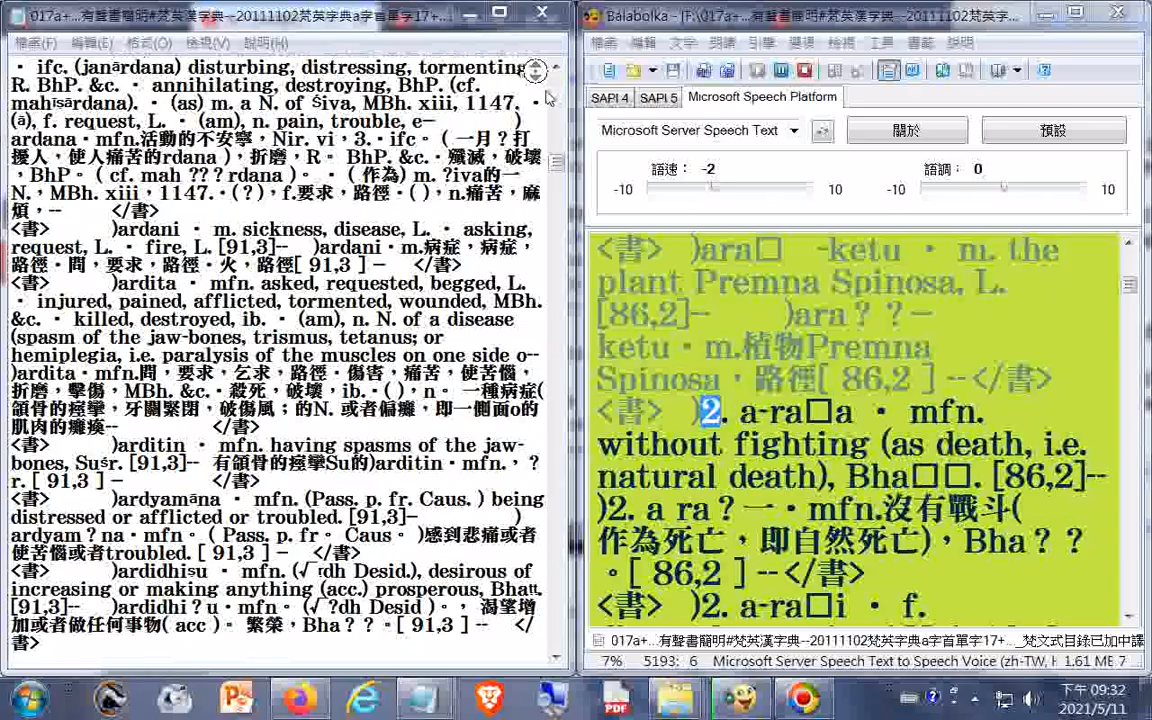 017a+...有聲書簡明#梵英漢字典--20111102梵英字典a字首單字17+...
檔案(F) 編輯(E) 格式(O) 檢視(V) 說明(H)
· ifc. (janārdana) disturbing, distressing, tormenting,
R. BhP. &c. · annihilating, destroying, BhP. (cf.
mahīsārdana). · (as) m. a N. of Śiva, MBh. xiii, 1147. ·
(ā), f. request, L. · (am), n. pain, trouble, e— )
ardana · mfn.活動的不安寧，Nir. vi，3.·ifc。( 一月？打
擾人，使人痛苦的rdana )，折磨，R。 BhP. &c.·殲滅，破壞
，BhP。( cf. mah ???rdana )。·( 作為) m. ?iva的一
N.，MBh. xiii，1147.·( ? )，f.要求，路徑·( )，n.痛苦，麻
煩，-- </書>
<書> )ardani · m. sickness, disease, L. · asking,
request, L. · fire, L. [91,3]-- )ardani·m.病症，病症，
路徑·問，要求，路徑·火，路徑[ 91,3 ] — </書>
<書> )ardita · mfn. asked, requested, begged, L.
· injured, pained, afflicted, tormented, wounded, MBh.
&c. · killed, destroyed, ib. · (am), n. N. of a disease
(spasm of the jaw-bones, trismus, tetanus; or
hemiplegia, i.e. paralysis of the muscles on one side o--
)ardita·mfn.問，要求，乞求，路徑·傷害，痛苦，使苦惱，
折磨，擊傷，MBh. &c.·殺死，破壞，ib.·( )，n。 一種病症(
頜骨的痙攣，牙關緊閉，破傷風；的N. 或者偏癱，即一側面o的
肌肉的癱瘓— </書>
<書> )arditin · mfn. having spasms of the jaw-
bones, Suśr. [91,3]— 有頜骨的痙攣Su的)arditin·mfn.，?
r. [ 91,3 ] — </書>
<書> )ardyamāna · mfn. (Pass. p. fr. Caus. ) being
distressed or afflicted or troubled. [91,3]— )
ardyam？na·mfn。( Pass. p. fr。 Caus。 )感到悲痛或者
使苦惱或者troubled. [ 91,3 ] — </書>
<書> )ardidhiṣu · mfn. (√ṛdh Desid.), desirous of
increasing or making anything (acc.) prosperous, Bhaṭṭ.
[91,3]-- )ardidhi？u·mfn。(√?dh Desid )。，渴望增
加或者做任何事物( acc )。 繁榮，Bha？？。[ 91,3 ] -- </
書>
Balabolka - [F:\017a+...有聲書簡明#梵英漢字典--20111102梵英字...
檔案 編輯 文字 朗讀 引擎 選項 檢視 工具 書籤 說明
SAPI 4 SAPI 5 Microsoft Speech Platform
Microsoft Server Speech Text 關於 預設
語速： -2 語調： 0
-10 10 -10 10
<書> )ara□ -ketu · m. the
plant Premna Spinosa, L.
[86,2]— )ara？？—
ketu·m.植物Premna
Spinosa，路徑[ 86,2 ] --</書>
<書> )2. a-ra□a · mfn.
without fighting (as death, i.e.
natural death), Bha□□. [86,2]--
)2. a ra？一·mfn.沒有戰斗(
作為死亡，即自然死亡)，Bha？？
。[ 86,2 ] --</書>
<書> )2. a-ra□i · f.
017a+...有聲書簡明#梵英漢字典--20111102梵英字典a字首單字17+... _梵文式目錄已加中譯
7% 5193: 6 Microsoft Server Speech Text to Speech Voice (zh-TW, H 1.61 ME 7
下午 09:32
2021/5/11
PDF